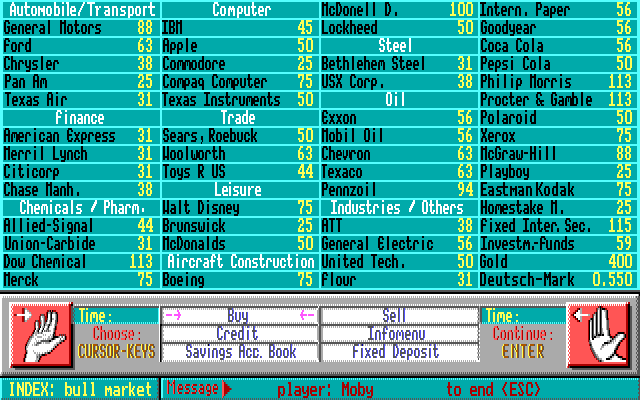 Automobile/Transport
General Motors 88
Ford 63
Chrysler 38
Pan Am 25
Texas Air 31
Finance
American Express 31
Merril Lynch 31
Citicorp 31
Chase Manh. 38
Chemicals / Pharm.
Allied-Signal 44
Union-Carbide 31
Dow Chemical 113
Merck 75
Computer
IBM 45
Apple 50
Commodore 25
Compaq Computer 75
Texas Instruments 50
Trade
Sears, Roebuck 50
Woolworth 63
Toys R US 44
Leisure
Walt Disney 75
Brunswick 25
McDonalds 50
Aircraft Construction
Boeing 75
McDonell D. 100
Lockheed 50
Steel
Bethlehem Steel 31
USX Corp. 38
Oil
Exxon 56
Mobil Oil 56
Chevron 63
Texaco 63
Pennzoil 94
Industries / Others
ATT 38
General Electric 56
United Tech. 50
Flour 31
Intern. Paper 56
Goodyear 56
Coca Cola 56
Pepsi Cola 50
Philip Morris 113
Procter & Gamble 113
Polaroid 50
Xerox 75
McGraw-Hill 88
Playboy 25
Eastman Kodak 75
Homestake M. 25
Fixed Inter. Sec. 115
Investm.-funds 59
Gold 400
Deutsch-Mark 0.550
Time:
Choose:
CURSOR-KEYS
Buy
Credit
Savings Acc. Book
Sell
Infomenu
Fixed Deposit
Time:
Continue:
ENTER
INDEX: bull market
Message player: Moby to end <ESC>